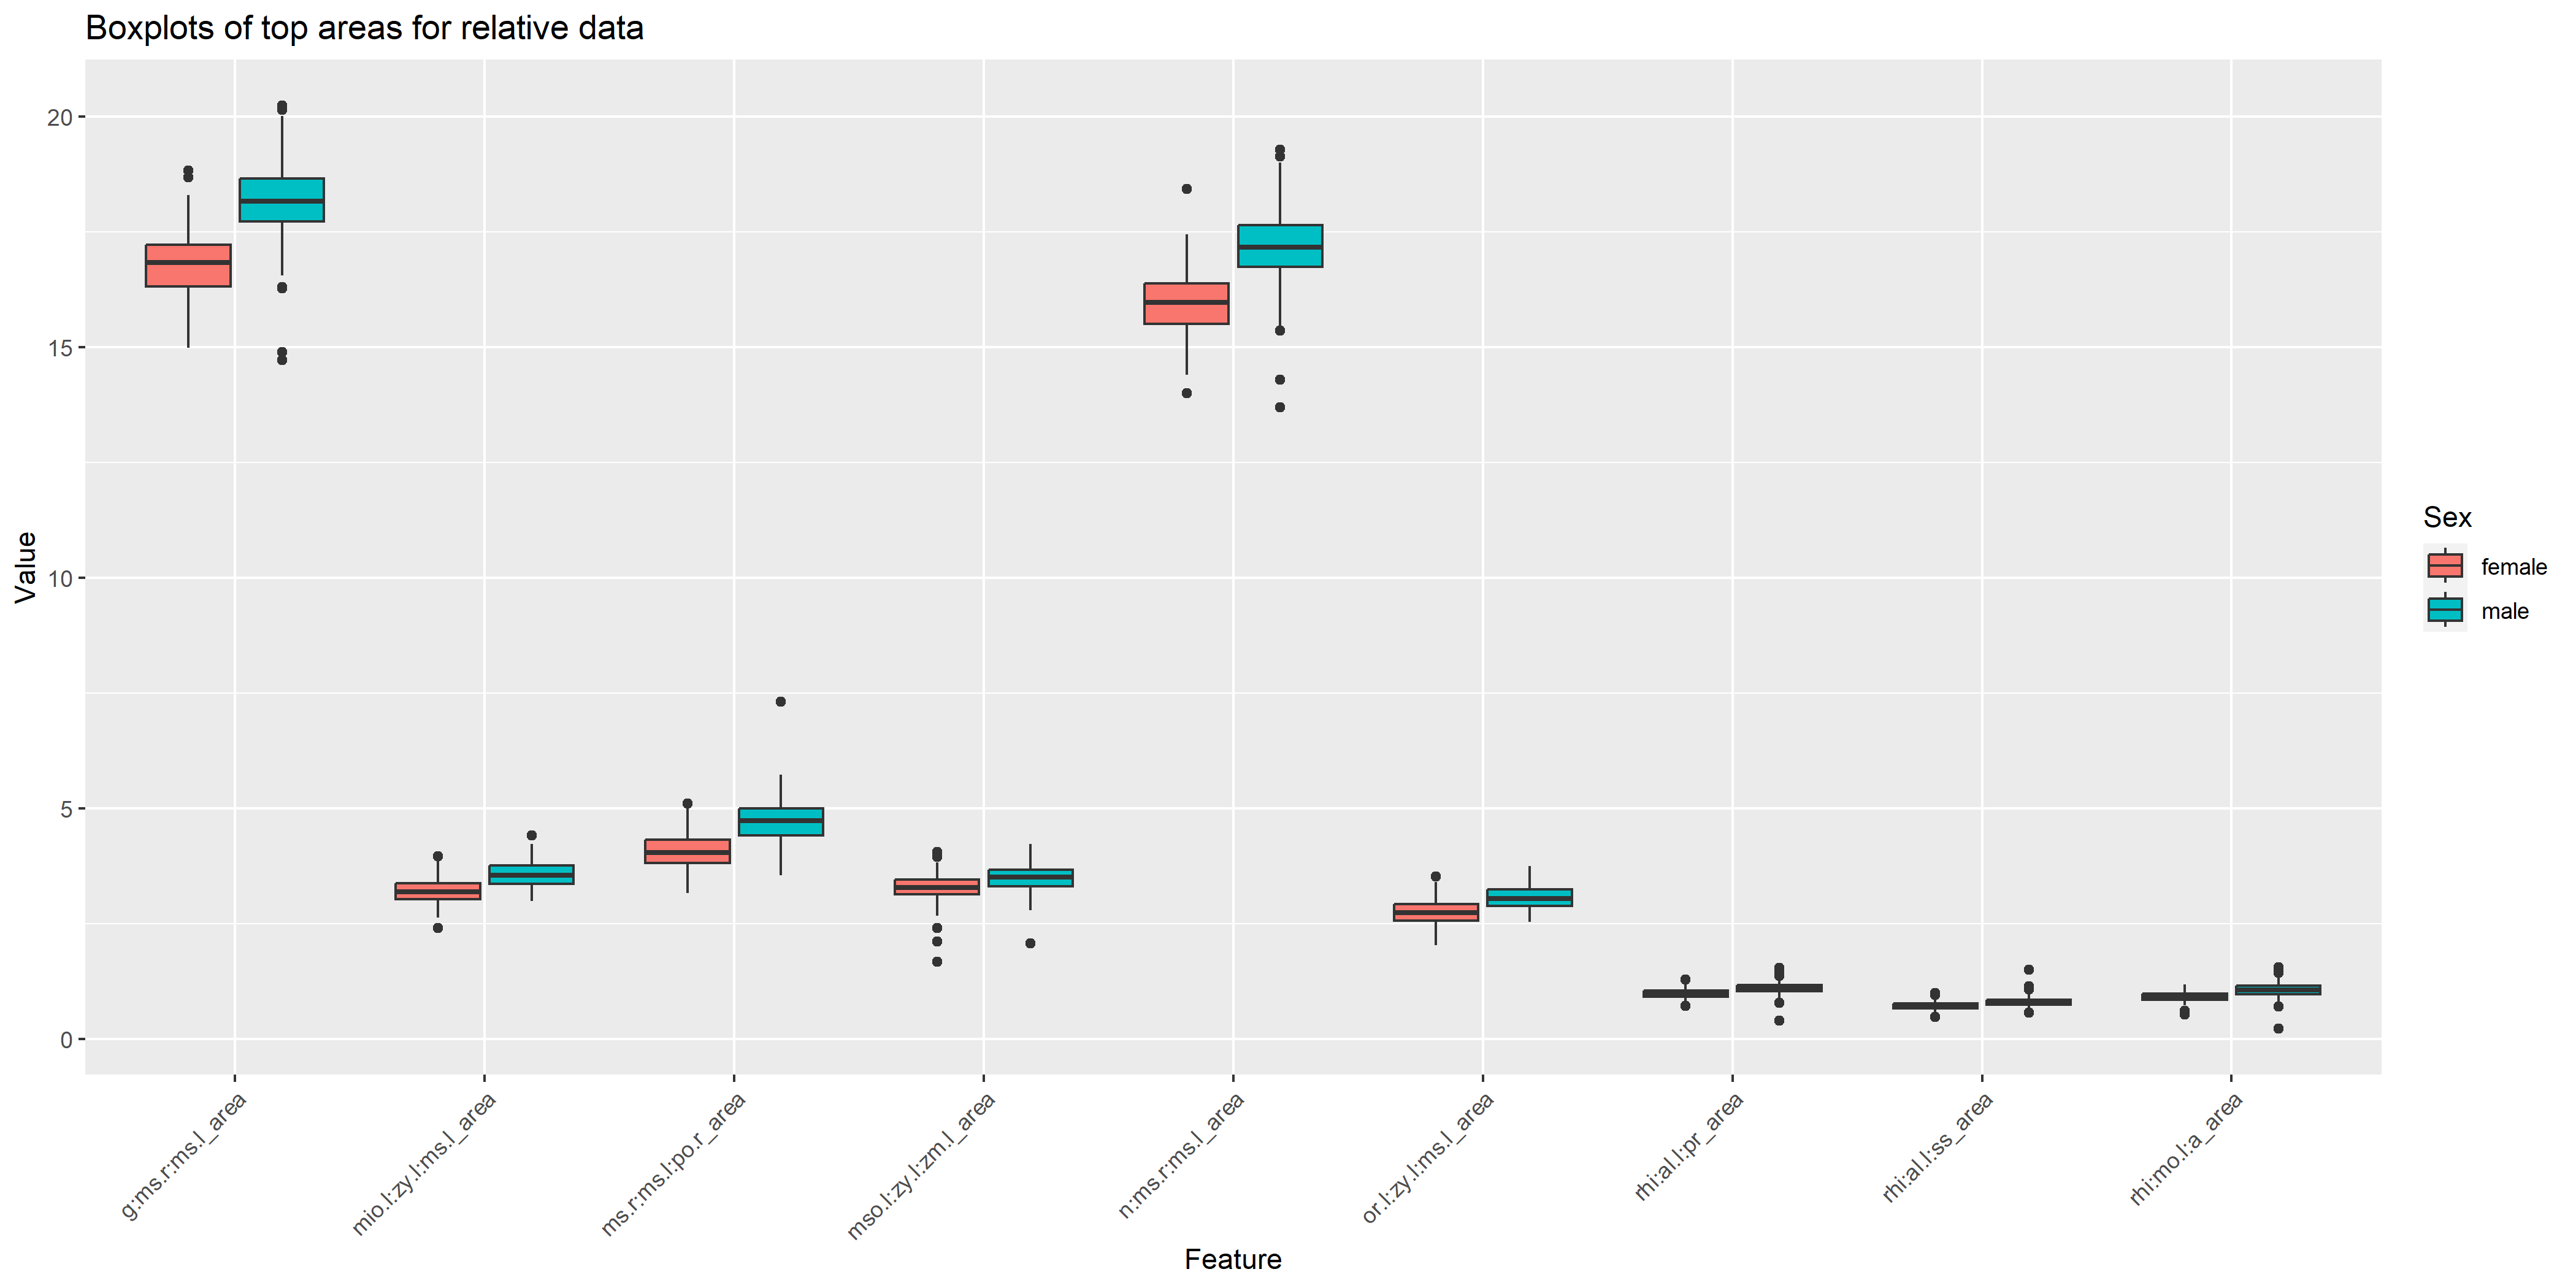 Boxplots of top areas for relative data
20
15
10
5
0
Value
g:ms.r:ms.l_area
mio.l:zy.l:ms.l_area
ms.r:ms.l:po.r_area
mso.l:zy.l:zm.l_area
n:ms.r:ms.l_area
or.l:zy.l:ms.l_area
rhi:al.l:pr_area
rhi:al.l:ss_area
rhi:mo.l:a_area
Feature
Sex
female
male